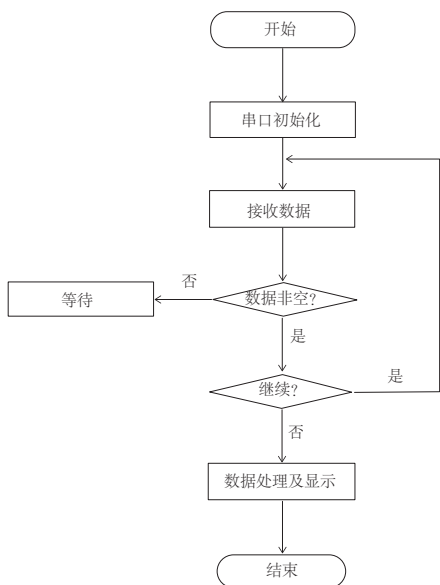 开始
串口初始化
接收数据
否
数据非空?
等待
是
继续?
是
否
数据处理及显示
结束